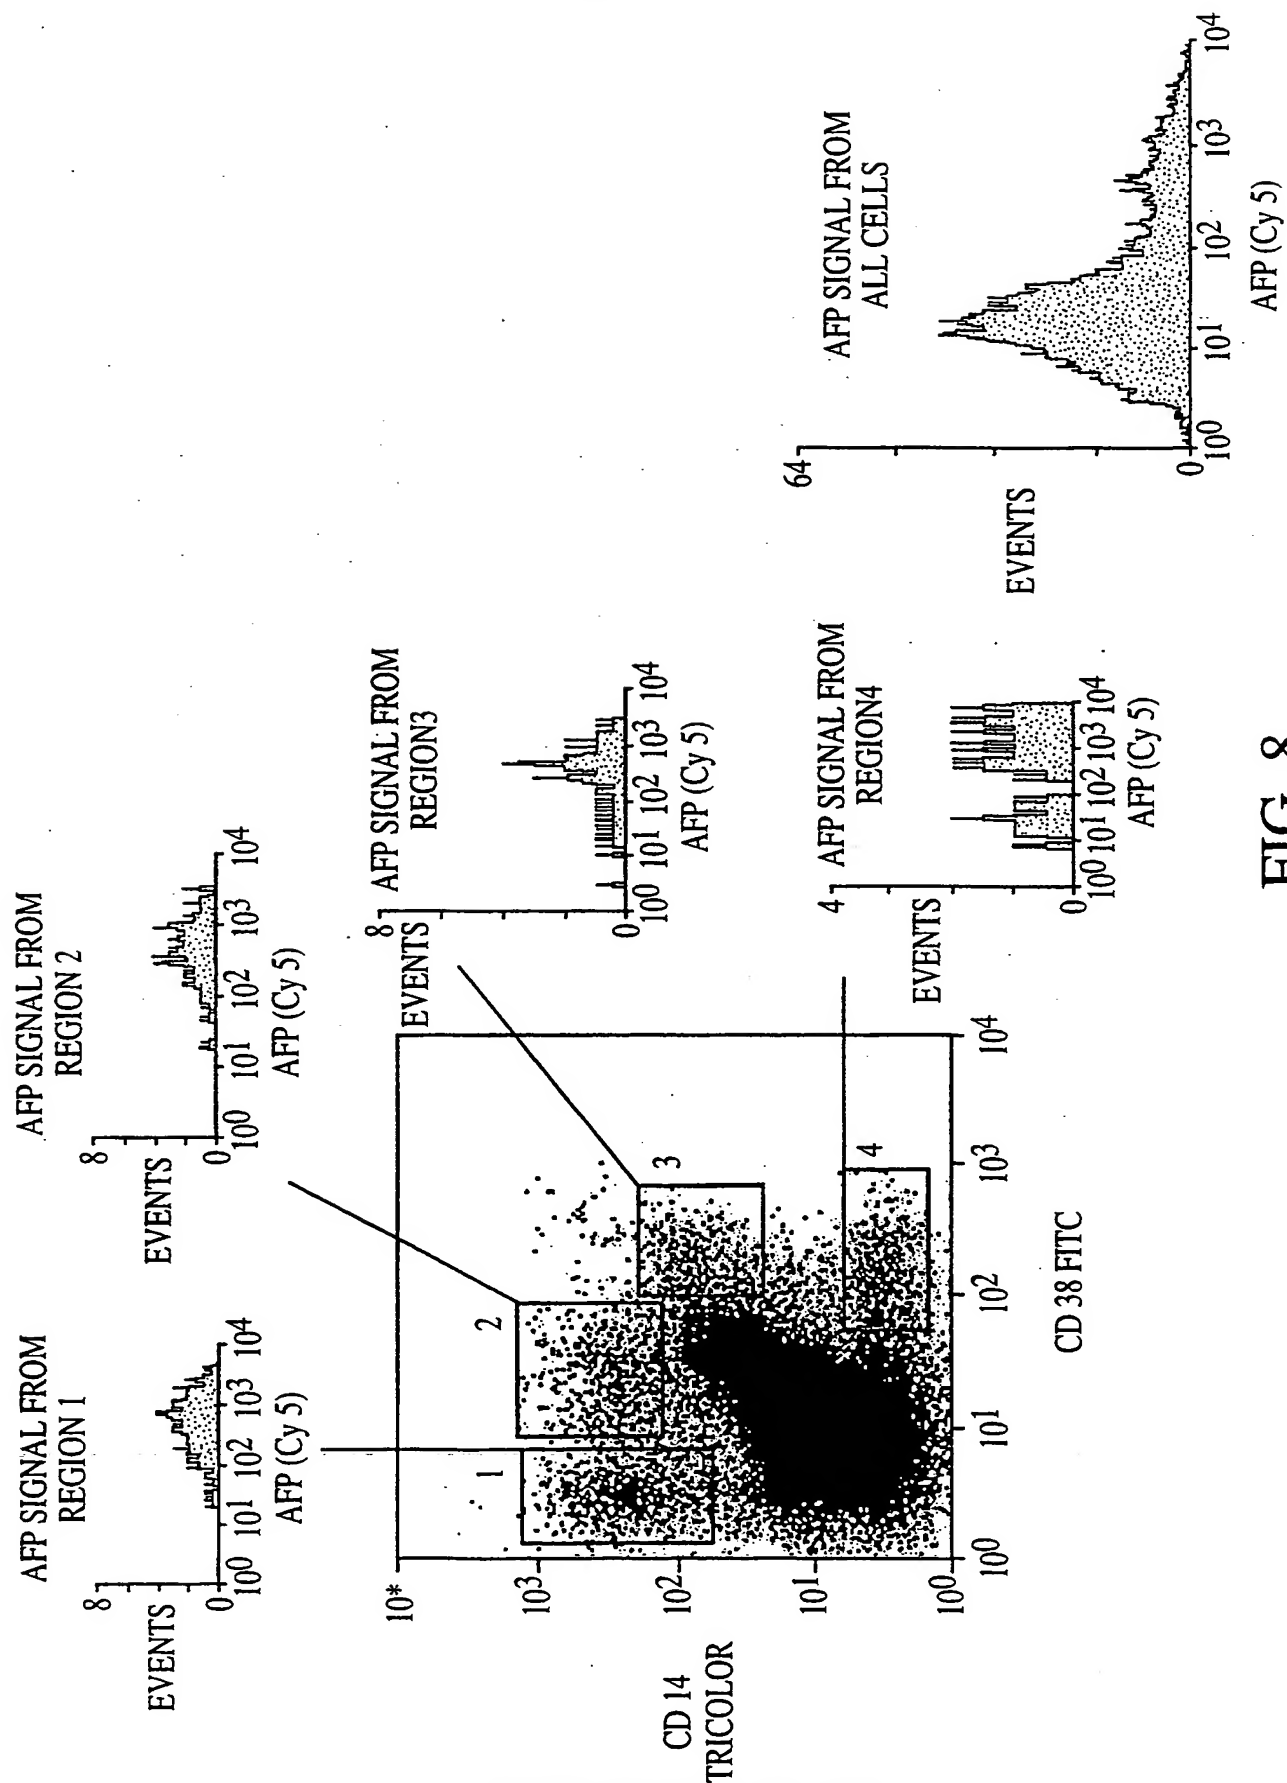 AFP SIGNAL FROM
REGION 1
8
EVENTS
0
10⁰ 10¹ 10² 10³ 10⁴
AFP (Cy 5)
AFP SIGNAL FROM
REGION 2
8
EVENTS
0
10⁰ 10¹ 10² 10³ 10⁴
AFP (Cy 5)
AFP SIGNAL FROM
REGION3
8
EVENTS
0
10⁰ 10¹ 10² 10³ 10⁴
AFP (Cy 5)
AFP SIGNAL FROM
REGION4
4
EVENTS
0
10⁰ 10¹ 10² 10³ 10⁴
AFP (Cy 5)
AFP SIGNAL FROM
ALL CELLS
64
EVENTS
0
10⁰ 10¹ 10² 10³ 10⁴
AFP (Cy 5)
CD 14
TRICOLOR
10*
10³
10²
10¹
10⁰
1
2
3
4
10⁰ 10¹ 10² 10³ 10⁴
CD 38 FITC
FIG. 8